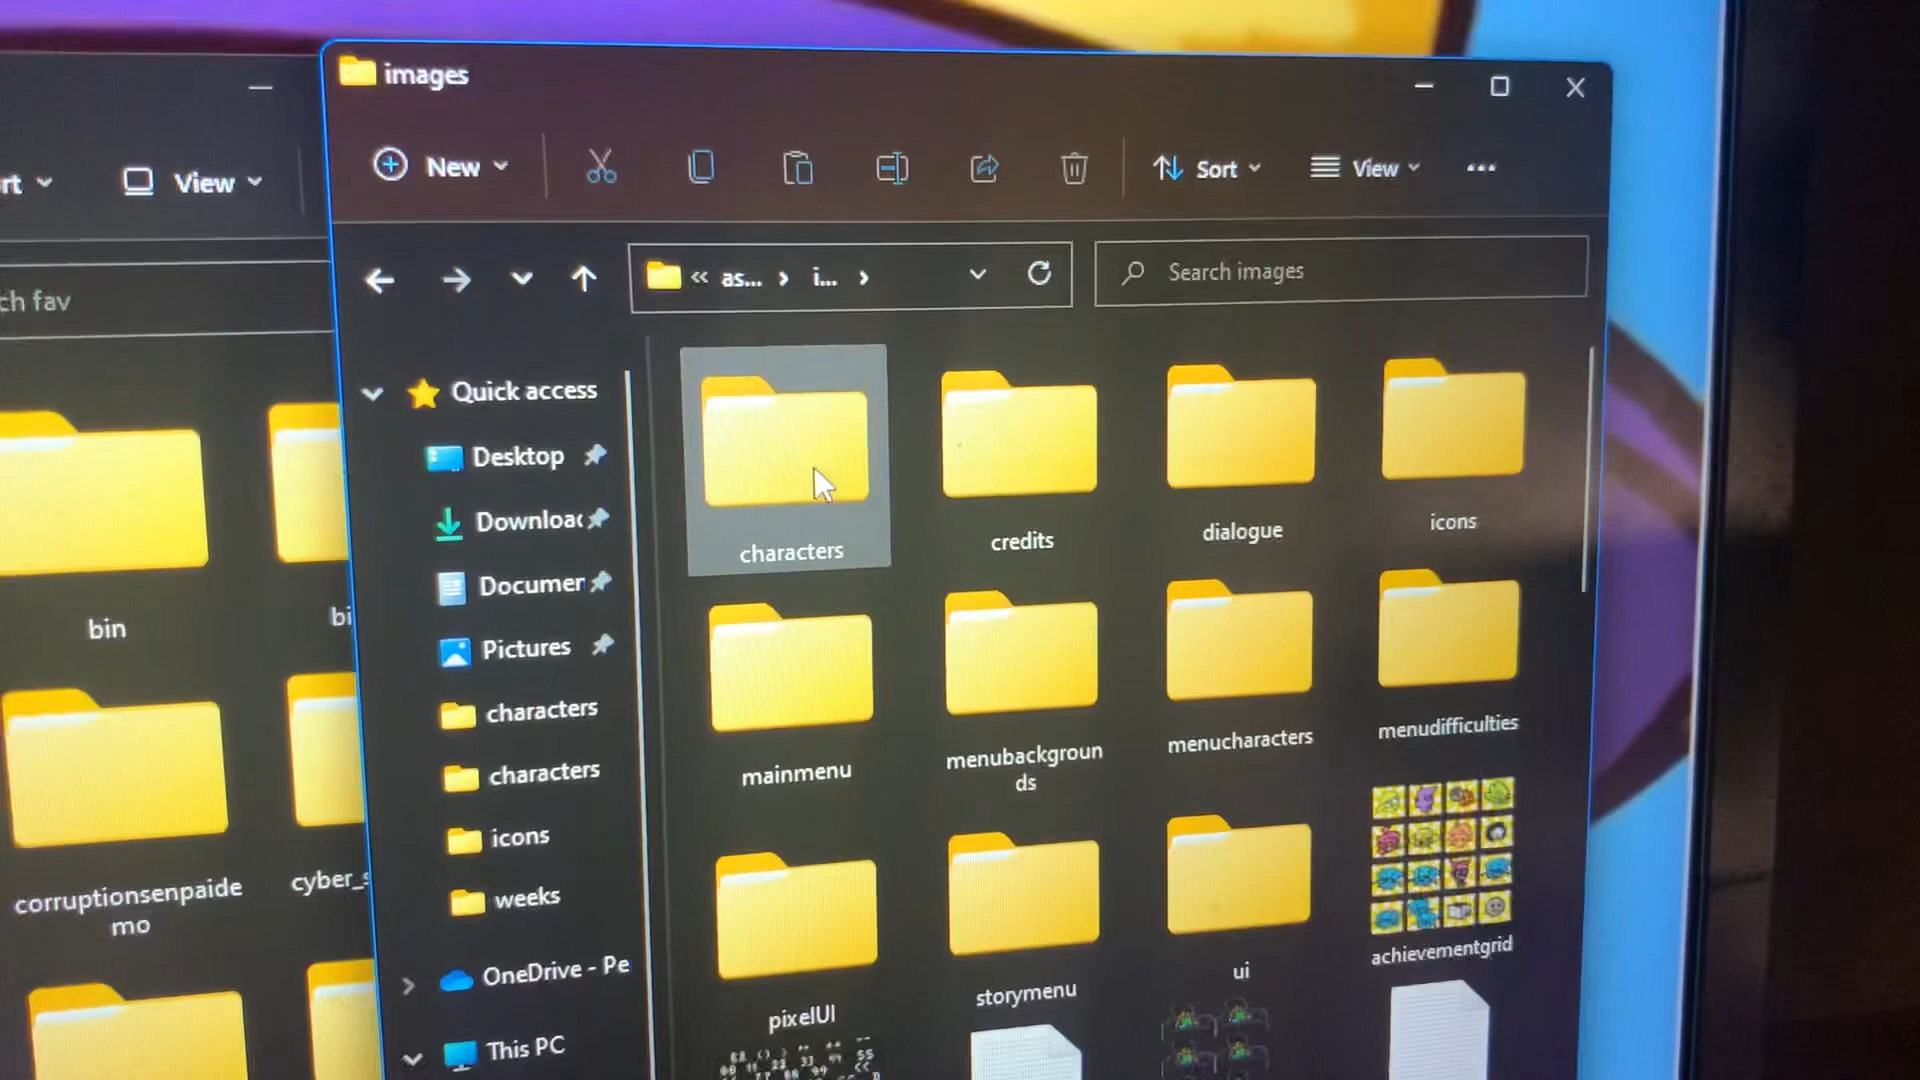 images
New
Sort
View
View
as...
i...
Search images
ch fav
Quick access
Desktop
Documen
Pictures
characters
characters
icons
weeks
OneDrive - Pe
This PC
characters
credits
dialogue
icons
mainmenu
menubackgroun
ds
menucharacters
menudifficulties
pixelUI
storymenu
ui
achievementgrid
bin
bi
corruptionsenpaide
mo
cyber_s